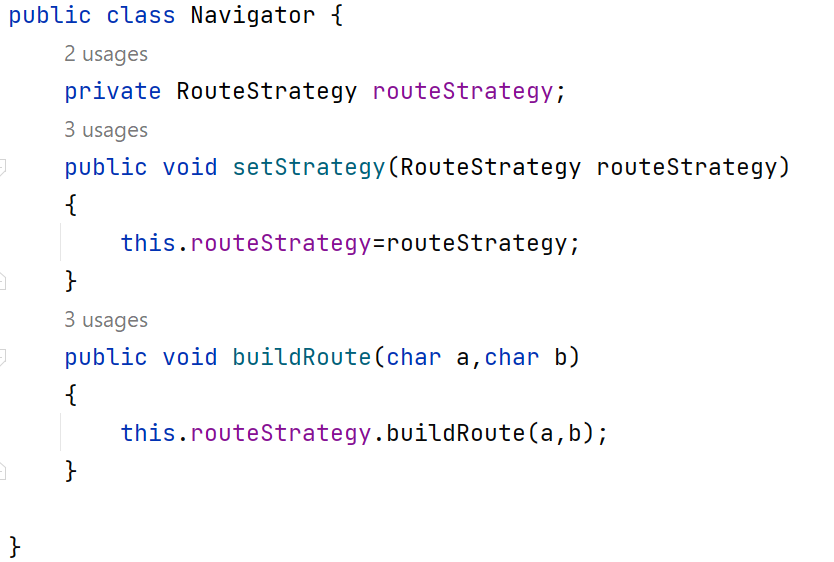 public class Navigator {
2 usages
private RouteStrategy routeStrategy;
3 usages
public void setStrategy(RouteStrategy routeStrategy)
{
this.routeStrategy=routeStrategy;
}
3 usages
public void buildRoute(char a,char b)
{
this.routeStrategy.buildRoute(a,b);
}
}